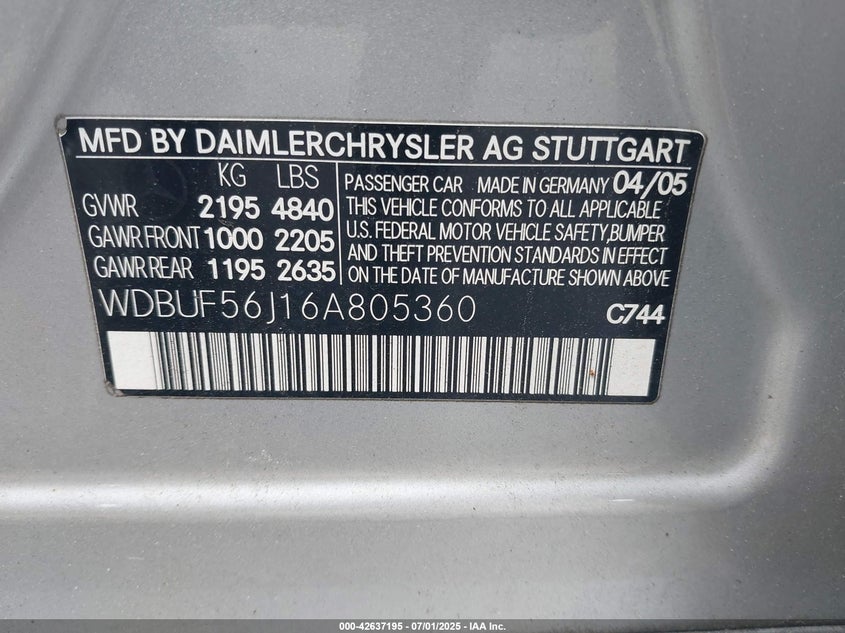 MFD BY DAIMLERCHRYSLER AG STUTTGART
KG LBS
GVWR 2195 4840
GAWR FRONT 1000 2205
GAWR REAR 1195 2635
PASSENGER CAR MADE IN GERMANY 04/05
THIS VEHICLE CONFORMS TO ALL APPLICABLE
U.S. FEDERAL MOTOR VEHICLE SAFETY,BUMPER
AND THEFT PREVENTION STANDARDS IN EFFECT
ON THE DATE OF MANUFACTURE SHOWN ABOVE
WDBUF56J16A805360
C744
000-42637195 - 07/01/2025 - IAA Inc.